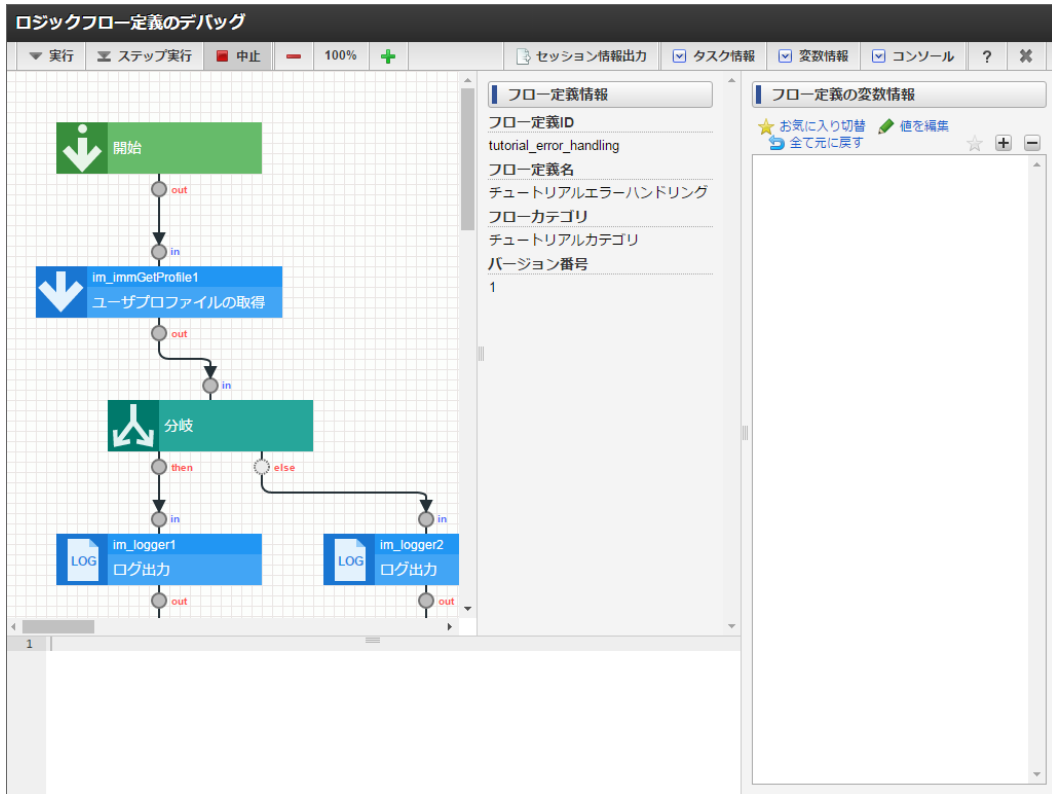 ロジックフロー定義のデバッグ
実行 ステップ実行 中止 100% セッション情報出力 タスク情報 変数情報 コンソール ?
開始
out
in
im_immGetProfile1
ユーザプロファイルの取得
out
in
分岐
then else
in in
im_logger1 im_logger2
LOG ログ出力 LOG ログ出力
out out
フロー定義情報
フロー定義ID
tutorial_error_handling
フロー定義名
チュートリアルエラーハンドリング
フローカテゴリ
チュートリアルカテゴリ
バージョン番号
1
フロー定義の変数情報
お気に入り切替 値を編集
全て元に戻す
1